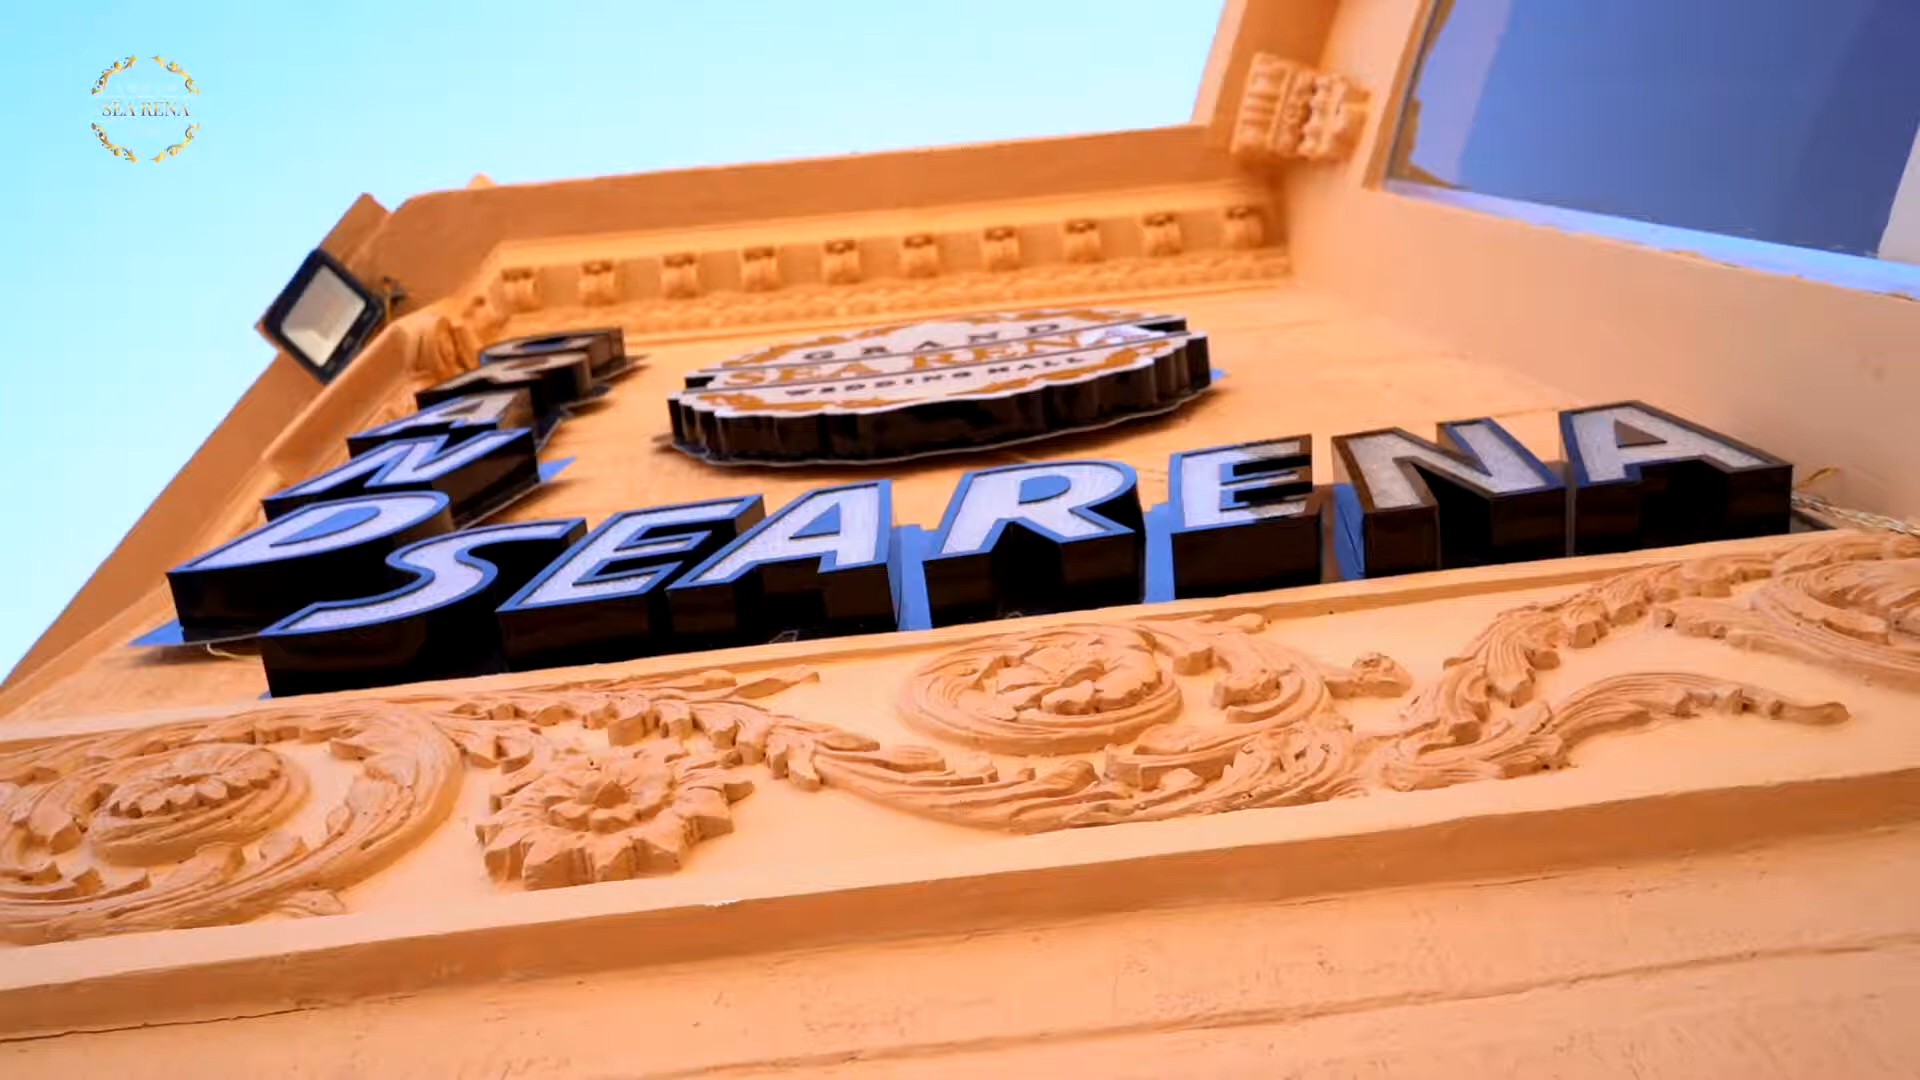 SEA RENA
GRAND
SEA RENA
WEDDING HALL
GRAND
SEARENA